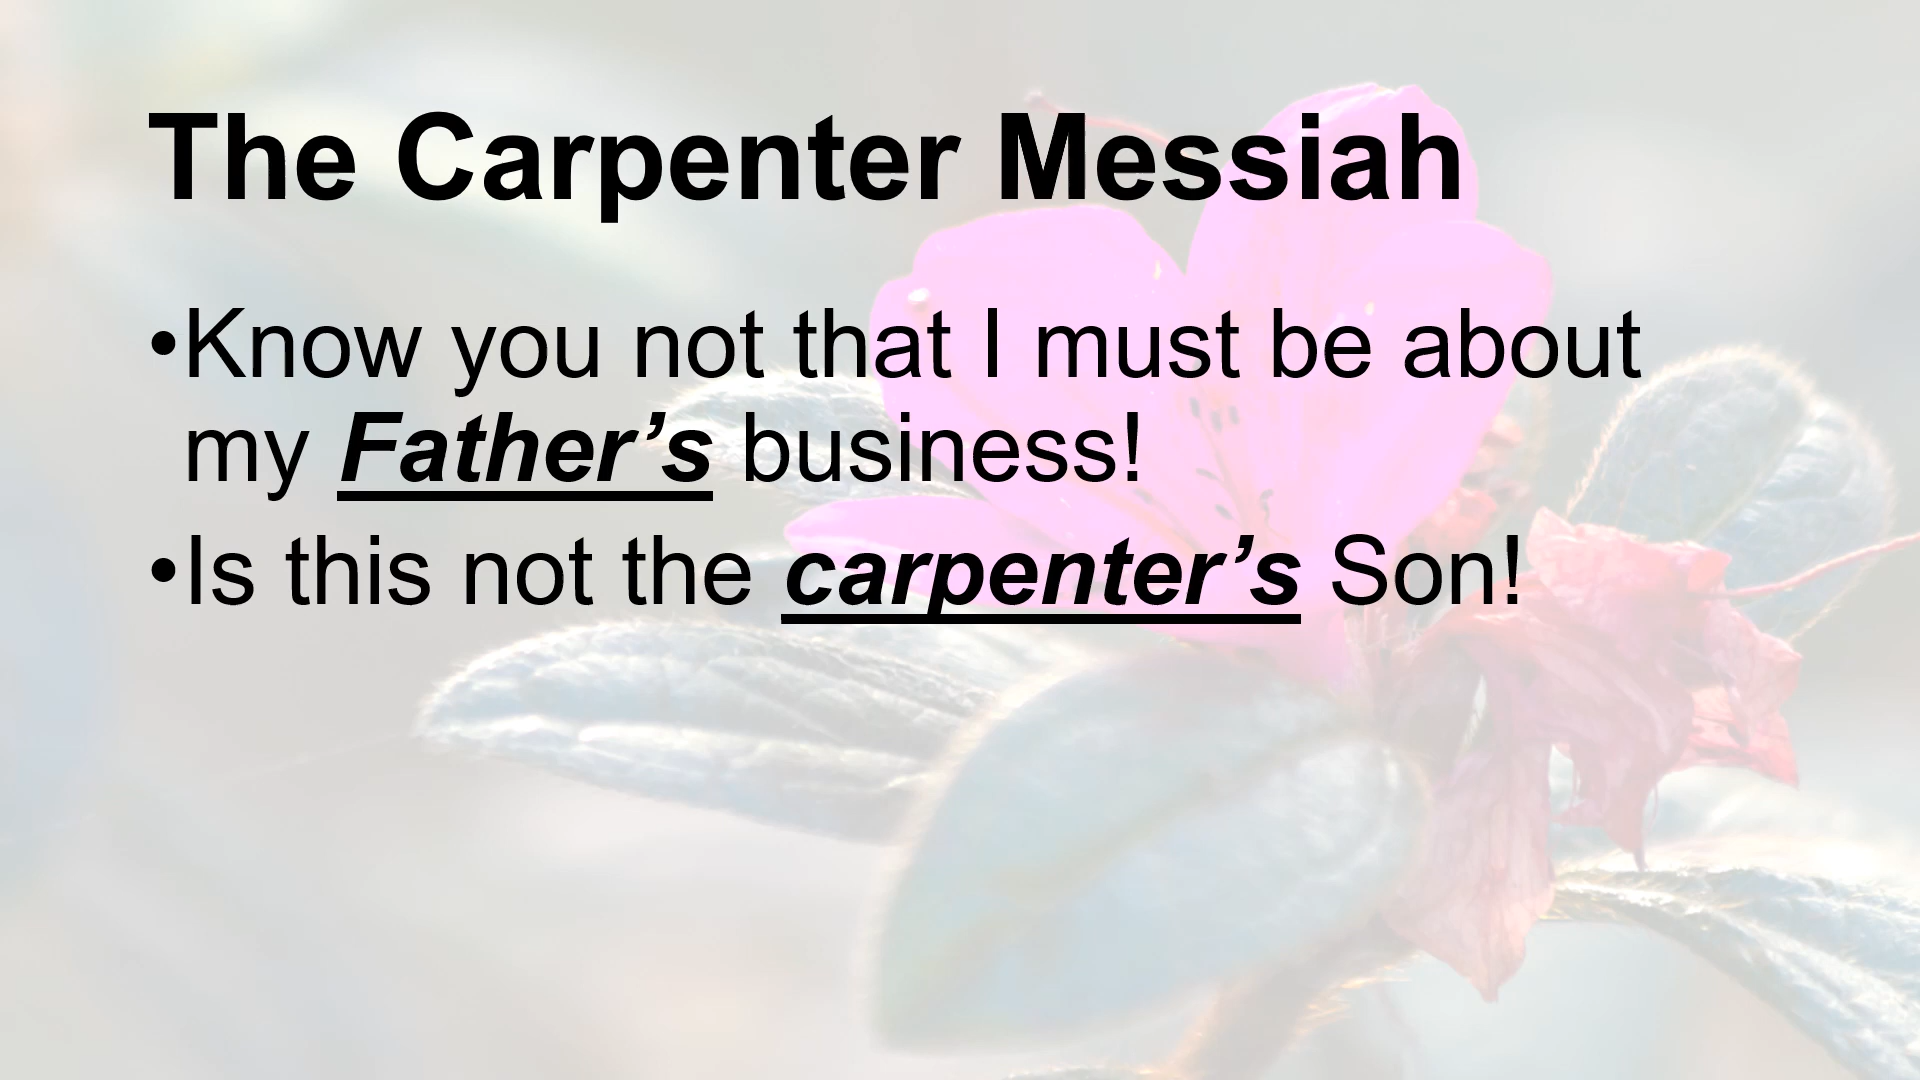 The Carpenter Messiah
•Know you not that I must be about
my Father’s business!
•Is this not the carpenter’s Son!